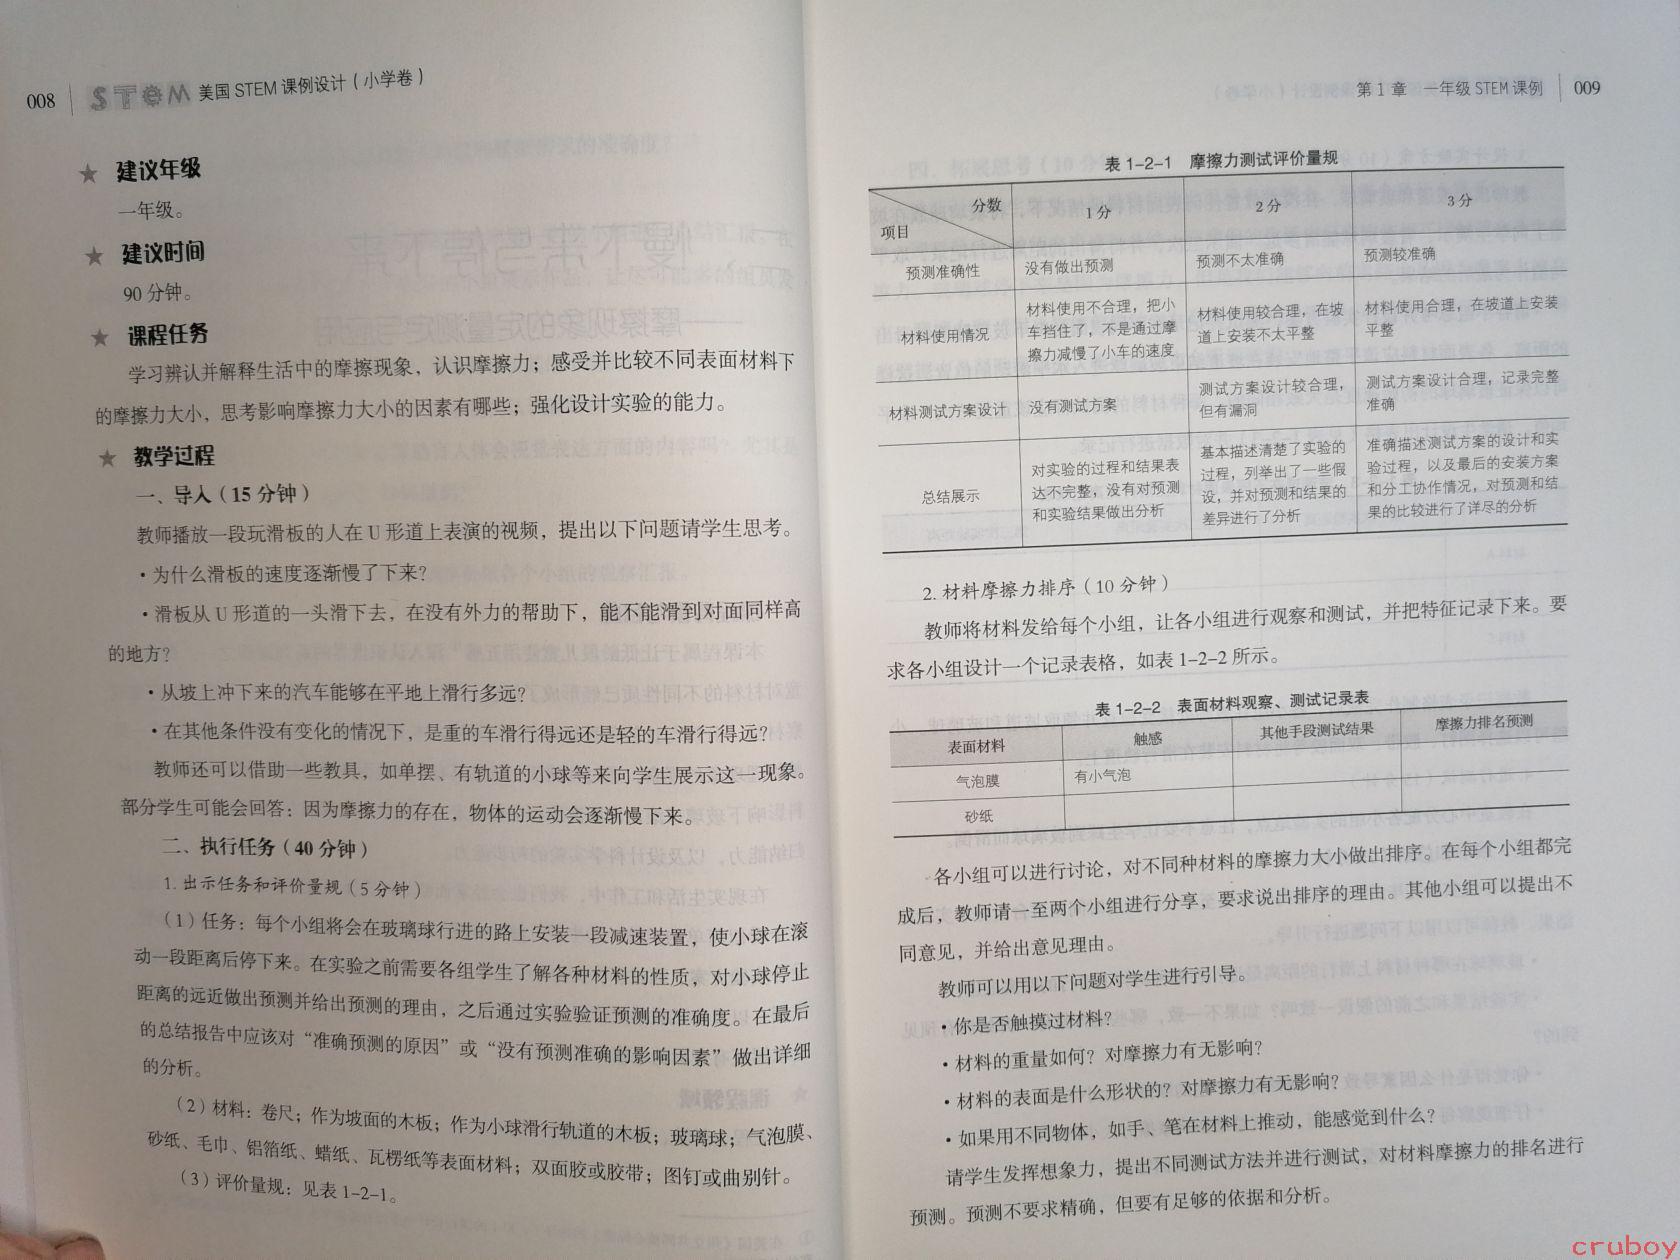 008 STEM 美国 STEM 课例设计（小学卷）
★ 建议年级
一年级。
★ 建议时间
90 分钟。
★ 课程任务
学习辨认并解释生活中的摩擦现象，认识摩擦力；感受并比较不同表面材料下
的摩擦力大小，思考影响摩擦力大小的因素有哪些；强化设计实验的能力。
★ 教学过程
一、导入（15 分钟）
教师播放一段玩滑板的人在 U 形道上表演的视频，提出以下问题请学生思考。
·为什么滑板的速度逐渐慢了下来？
·滑板从 U 形道的一头滑下去，在没有外力的帮助下，能不能滑到对面同样高
的地方？
·从坡上冲下来的汽车能够在平地上滑行多远？
·在其他条件没有变化的情况下，是重的车滑行得远还是轻的车滑行得远？
教师还可以借助一些教具，如单摆、有轨道的小球等来向学生展示这一现象。
部分学生可能会回答：因为摩擦力的存在，物体的运动会逐渐慢下来。
二、执行任务（40 分钟）
1. 出示任务和评价量规（5 分钟）
（1）任务：每个小组将会在玻璃球行进的路上安装一段减速装置，使小球在滚
动一段距离后停下来。在实验之前需要各组学生了解各种材料的性质，对小球停止
距离的远近做出预测并给出预测的理由，之后通过实验验证预测的准确度。在最后
的总结报告中应该对“准确预测的原因”或“没有预测准确的影响因素”做出详细
的分析。
（2）材料：卷尺；作为坡面的木板；作为小球滑行轨道的木板；玻璃球；气泡膜、
砂纸、毛巾、铝箔纸、蜡纸、瓦楞纸等表面材料；双面胶或胶带；图钉或曲别针。
（3）评价量规：见表 1-2-1。
第 1 章 一年级 STEM 课例 009
表 1-2-1 摩擦力测试评价量规
分数
项目 1 分 2 分 3 分
预测准确性 没有做出预测 预测不太准确 预测较准确
材料使用情况 材料使用不合理，把小
车挡住了，不是通过摩
擦力减慢了小车的速度
材料使用较合理，在坡
道上安装不太平整
材料使用合理，在坡道上安装
平整
材料测试方案设计 没有测试方案
测试方案设计较合理，
但有漏洞
测试方案设计合理，记录完整
准确
总结展示
对实验的过程和结果表
达不完整，没有对预测
和实验结果做出分析
基本描述清楚了实验的
过程，列举出了一些假
设，并对预测和结果的
差异进行了分析
准确描述测试方案的设计和实
验过程，以及最后的安装方案
和分工协作情况，对预测和结
果的比较进行了详尽的分析
2. 材料摩擦力排序（10 分钟）
教师将材料发给每个小组，让各小组进行观察和测试，并把特征记录下来。要
求各小组设计一个记录表格，如表 1-2-2 所示。
表 1-2-2 表面材料观察、测试记录表
表面材料 触感 其他手段测试结果 摩擦力排名预测
气泡膜 有小气泡
砂纸
各小组可以进行讨论，对不同种材料的摩擦力大小做出排序。在每个小组都完
成后，教师请一至两个小组进行分享，要求说出排序的理由。其他小组可以提出不
同意见，并给出意见理由。
教师可以用以下问题对学生进行引导。
·你是否触摸过材料？
·材料的重量如何？对摩擦力有无影响？
·材料的表面是什么形状的？对摩擦力有无影响？
·如果用不同物体，如手、笔在材料上推动，能感觉到什么？
请学生发挥想象力，提出不同测试方法并进行测试，对材料摩擦力的排名进行
预测。预测不要求精确，但要有足够的依据和分析。
cruboy